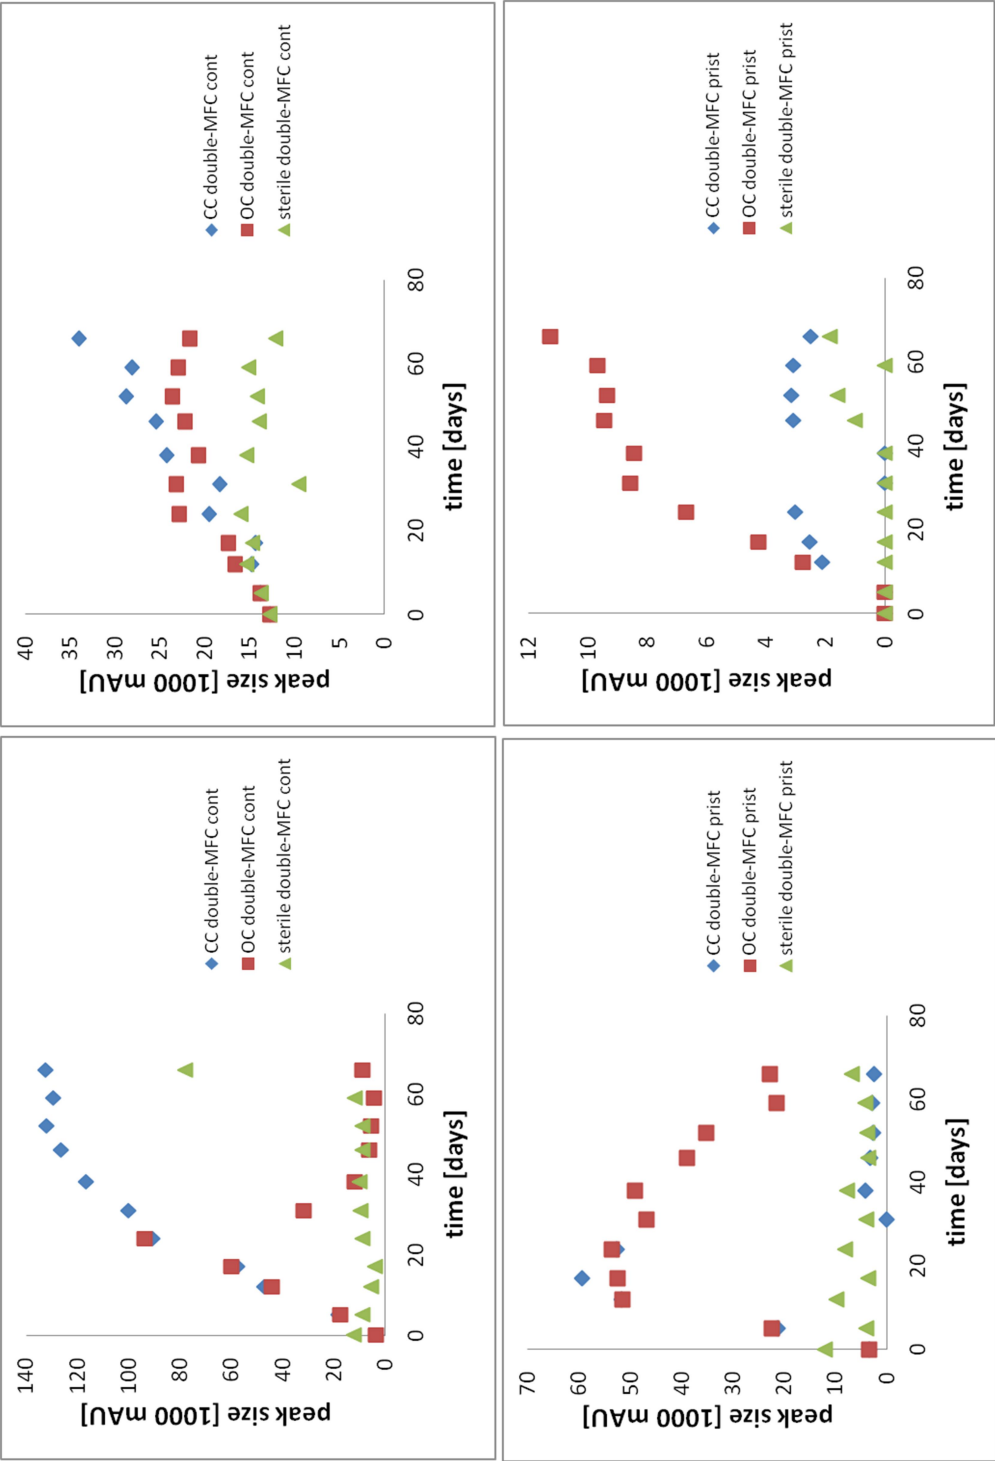 140
120
100
80
60
40
20
0
peak size [1000 mAU]
0
20
40
60
80
time [days]
CC double-MFC cont
OC double-MFC cont
sterile double-MFC cont
40
35
30
25
20
15
10
5
0
peak size [1000 mAU]
0
20
40
60
80
time [days]
CC double-MFC cont
OC double-MFC cont
sterile double-MFC cont
70
60
50
40
30
20
10
0
peak size [1000 mAU]
0
20
40
60
80
time [days]
CC double-MFC prist
OC double-MFC prist
sterile double-MFC prist
12
10
8
6
4
2
0
peak size [1000 mAU]
0
20
40
60
80
time [days]
CC double-MFC prist
OC double-MFC prist
sterile double-MFC prist